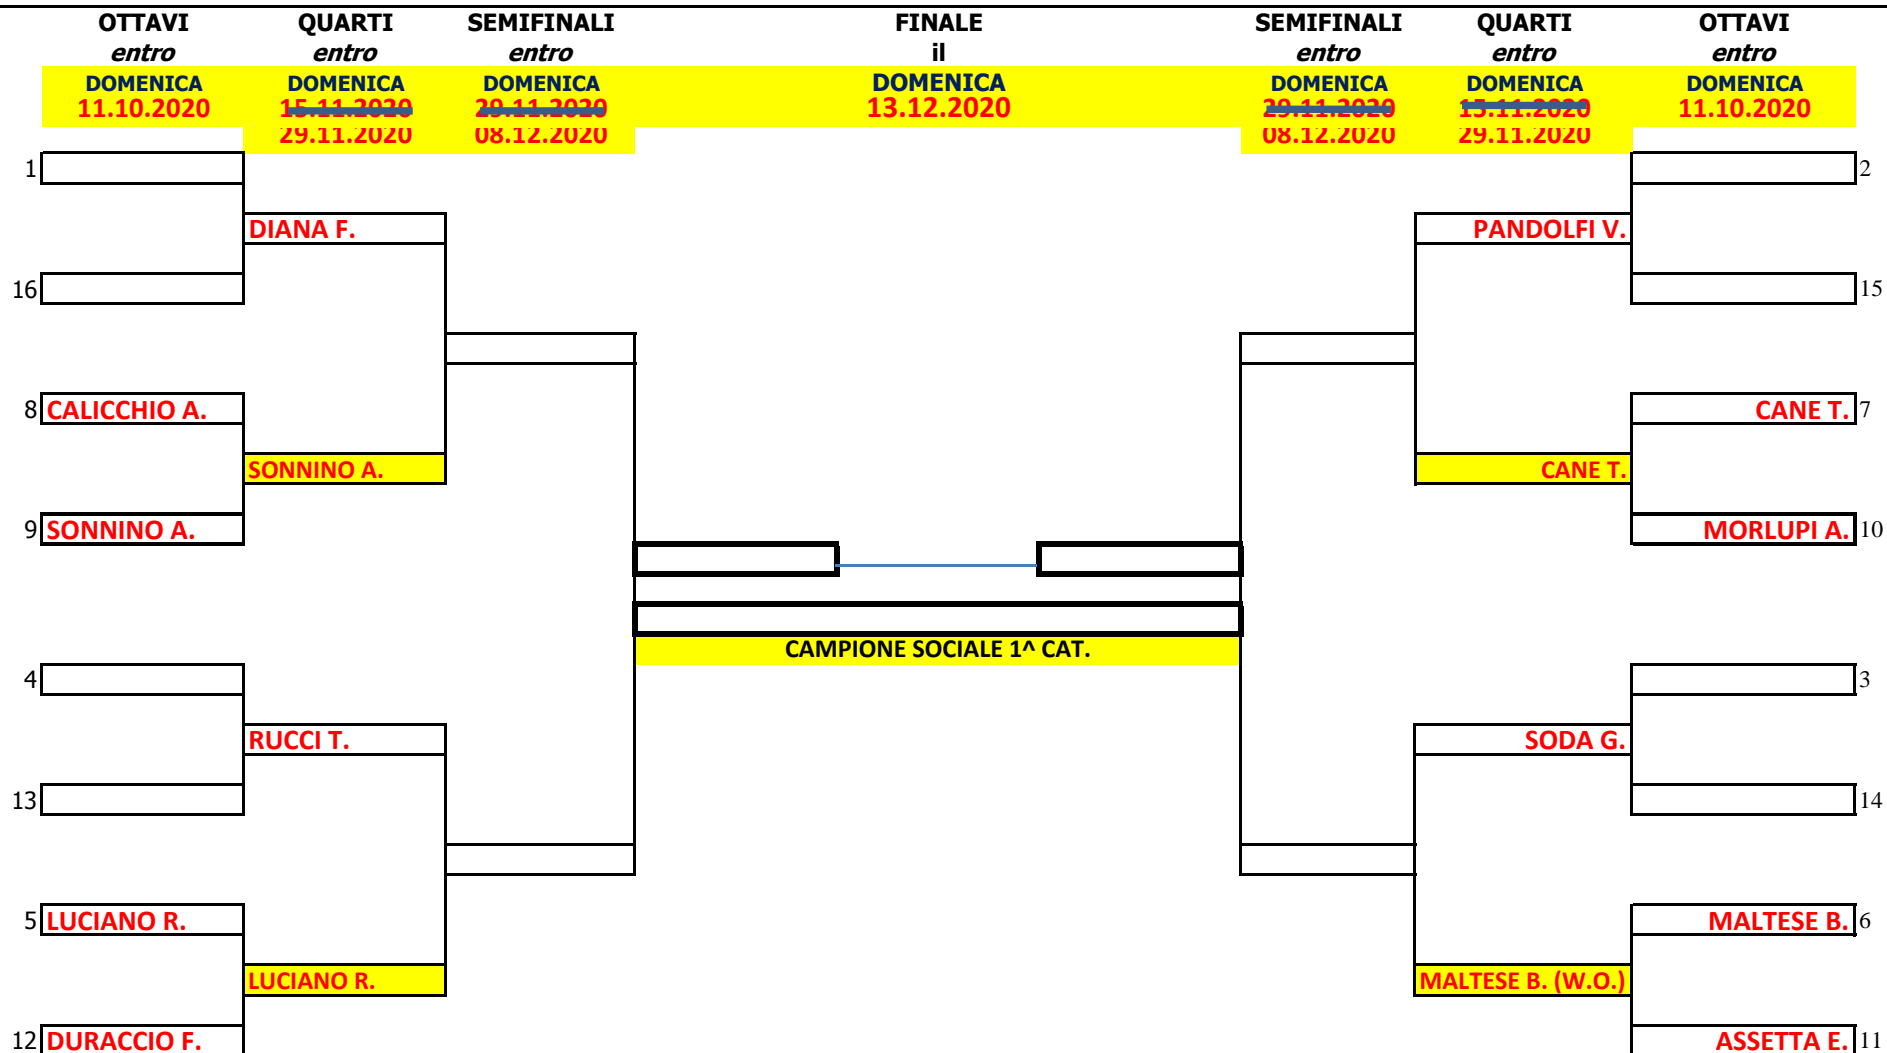 OTTAVI QUARTI SEMIFINALI FINALE SEMIFINALI QUARTI OTTAVI
entro entro entro il entro entro entro
DOMENICA DOMENICA DOMENICA DOMENICA DOMENICA DOMENICA DOMENICA
11.10.2020 15.11.2020 29.11.2020 13.12.2020 29.11.2020 15.11.2020 11.10.2020
29.11.2020 08.12.2020 08.12.2020 29.11.2020
1 2
DIANA F. PANDOLFI V.
16 15
8 CALICCHIO A. CANE T. 7
SONNINO A. CANE T.
9 SONNINO A. MORLUPI A. 10
CAMPIONE SOCIALE 1^ CAT.
4 3
RUCCI T. SODA G.
13 14
5 LUCIANO R. MALTESE B. 6
LUCIANO R. MALTESE B. (W.O.)
12 DURACCIO F. ASSETTA E. 11